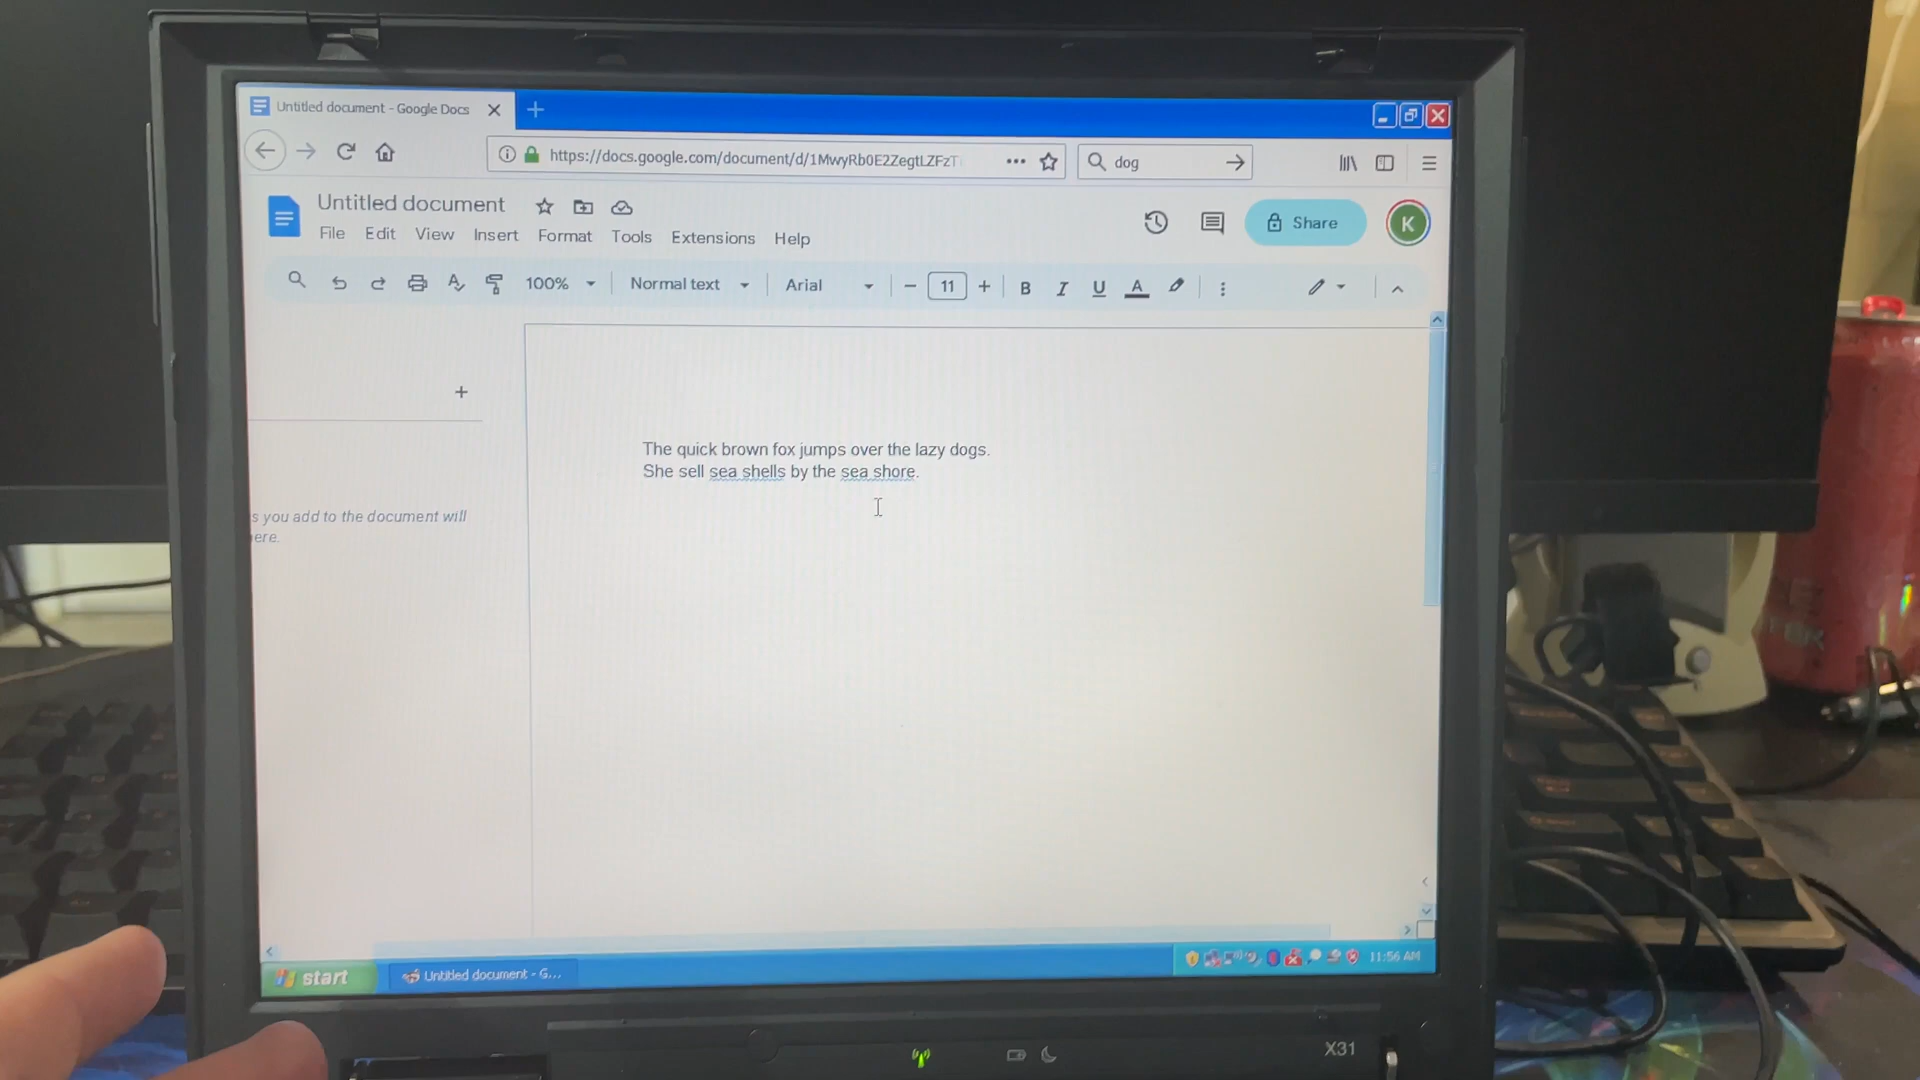 Untitled document - Google Docs
https://docs.google.com/document/d/1MwyRb0E2ZegtLZFzT
dog
Untitled document
File Edit View Insert Format Tools Extensions Help
Share
K
100% Normal text Arial 11 B I U A
The quick brown fox jumps over the lazy dogs.
She sell sea shells by the sea shore.
s you add to the document will
ere.
start
Untitled document - G...
11:56 AM
X31